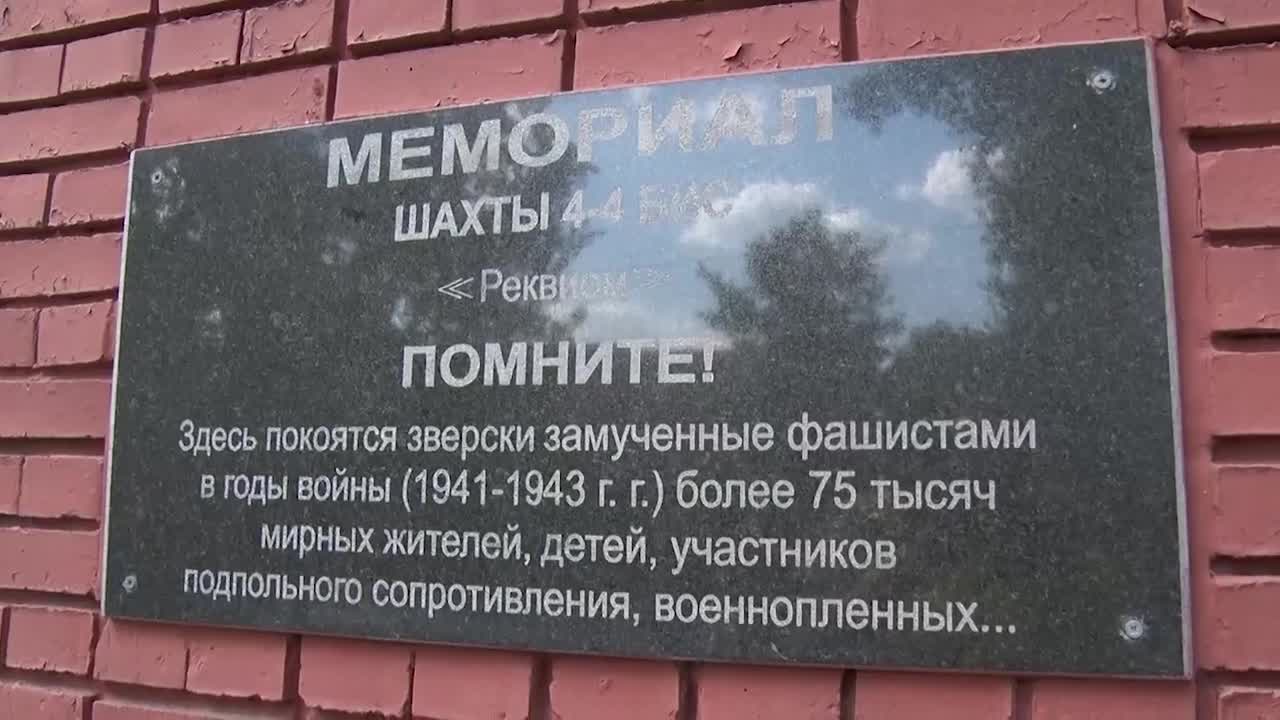 МЕМОРИАЛ
ШАХТЫ 4-4 БИС
≪Реквиом≫
ПОМНИТЕ!
Здесь покоятся зверски замученные фашистами
в годы войны (1941-1943 г. г.) более 75 тысяч
мирных жителей, детей, участников
подпольного сопротивления, военнопленных...